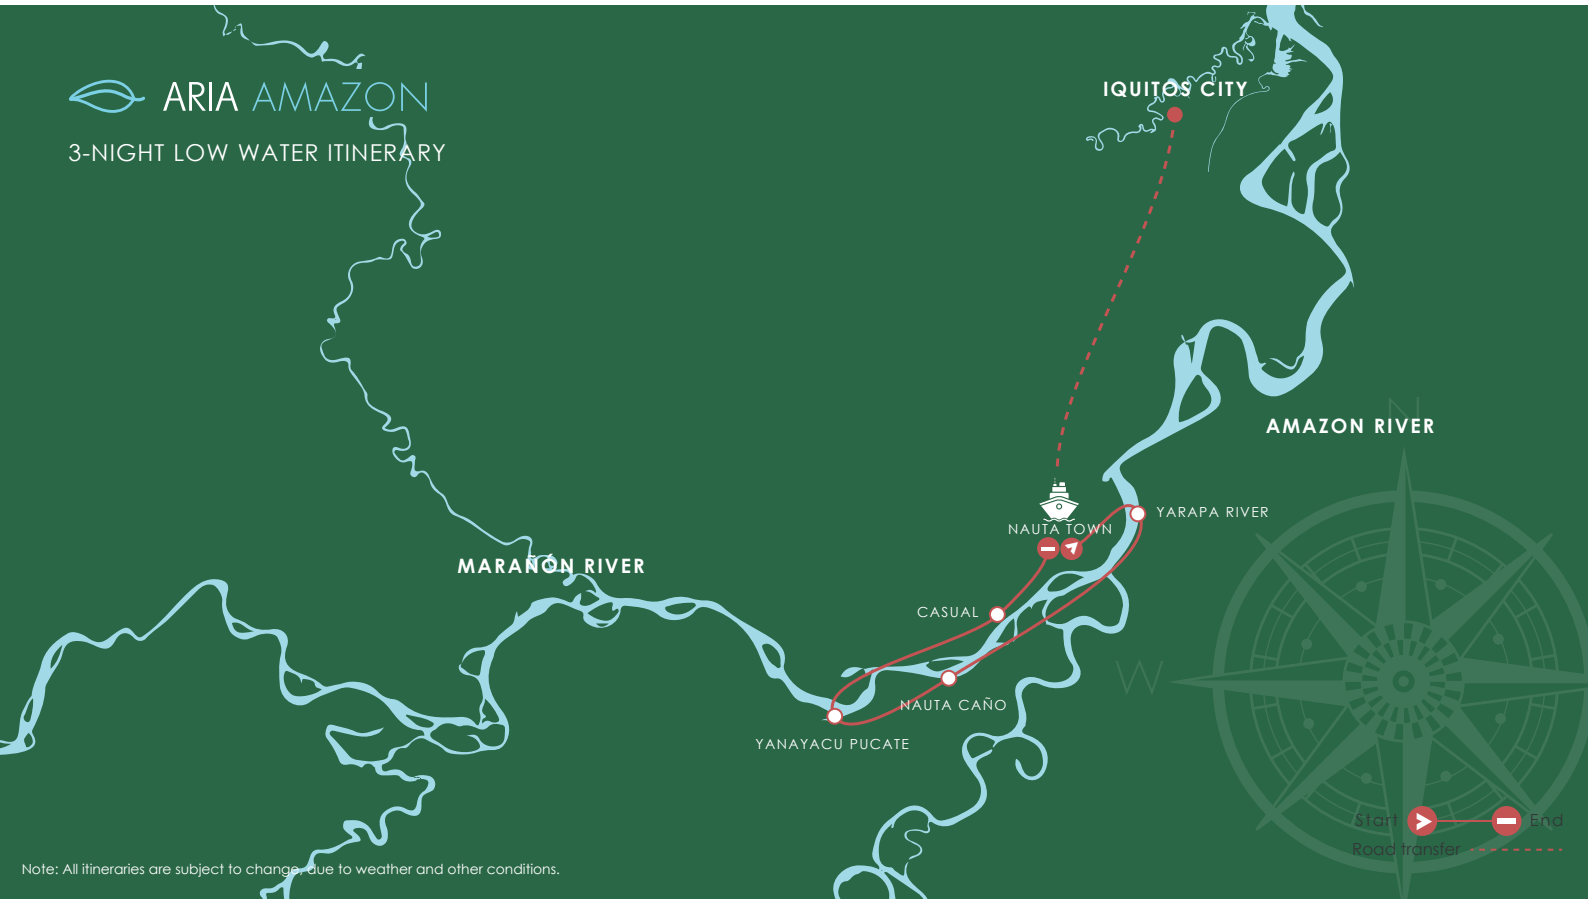 ARIA AMAZON
3-NIGHT LOW WATER ITINERARY
IQUITOS CITY
AMAZON RIVER
N
YARAPA RIVER
NAUTA TOWN
MARAÑÓN RIVER
CASUAL
W
NAUTA CAÑO
YANAYACU PUCATE
Start
End
Road transfer
Note: All itineraries are subject to change, due to weather and other conditions.